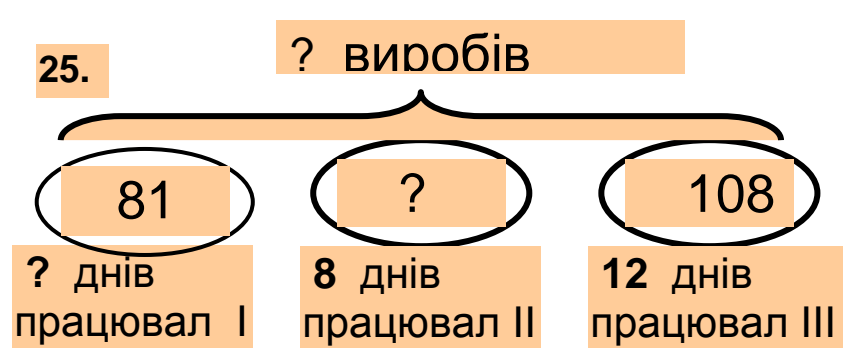 25.
? виробів
81
?
108
? днів
працювал I
8 днів
працювал II
12 днів
працювал III